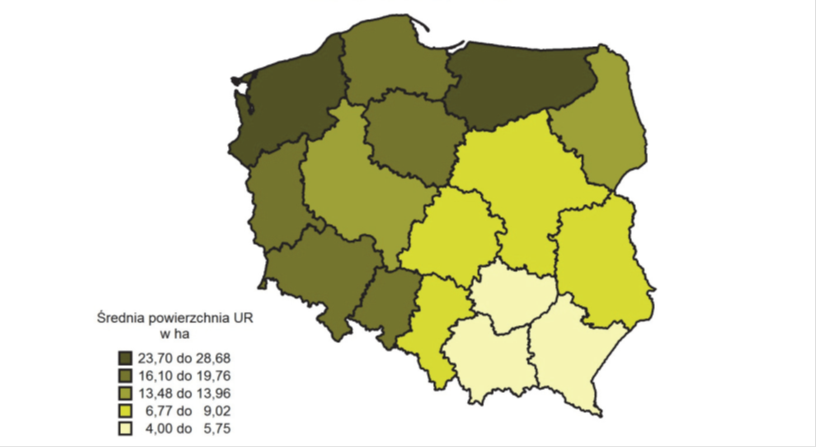 Średnia powierzchnia UR
w ha
23,70 do 28,68
16,10 do 19,76
13,48 do 13,96
6,77 do 9,02
4,00 do 5,75